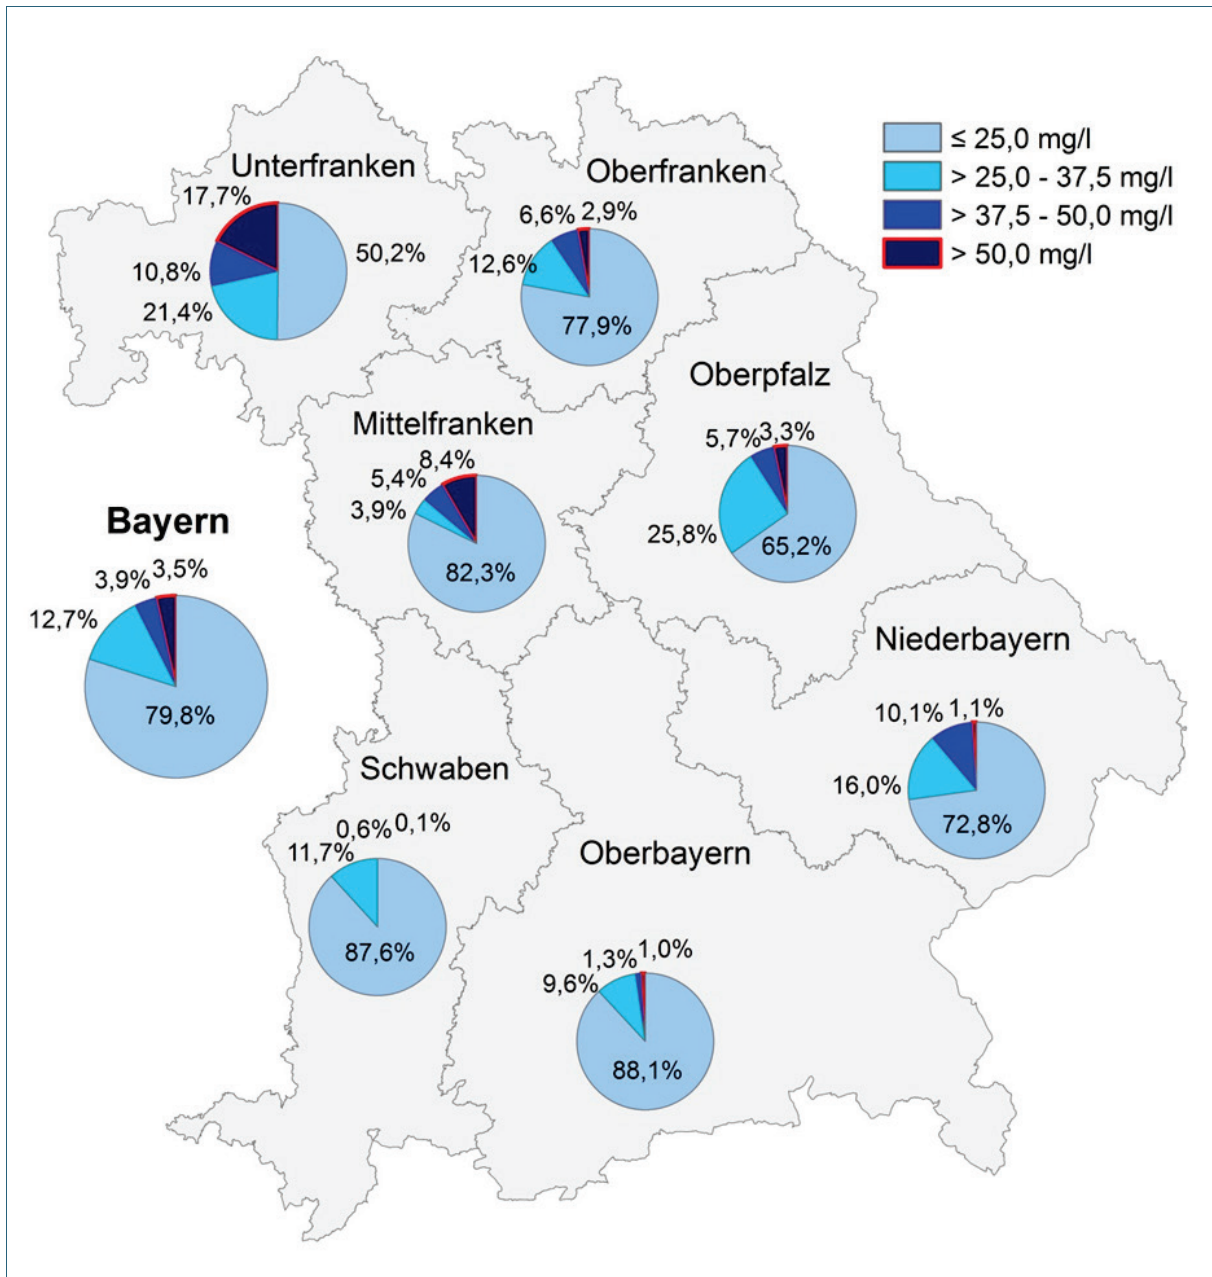 ≤ 25,0 mg/l
> 25,0 - 37,5 mg/l
> 37,5 - 50,0 mg/l
> 50,0 mg/l
Unterfranken
17,7%
50,2%
10,8%
21,4%
Oberfranken
6,6% 2,9%
12,6%
77,9%
Oberpfalz
5,7% 3,3%
25,8%
65,2%
Mittelfranken
8,4%
5,4%
3,9%
82,3%
Bayern
3,9% 3,5%
12,7%
79,8%
Niederbayern
10,1% 1,1%
16,0%
72,8%
Schwaben
0,6% 0,1%
11,7%
87,6%
Oberbayern
1,3% 1,0%
9,6%
88,1%